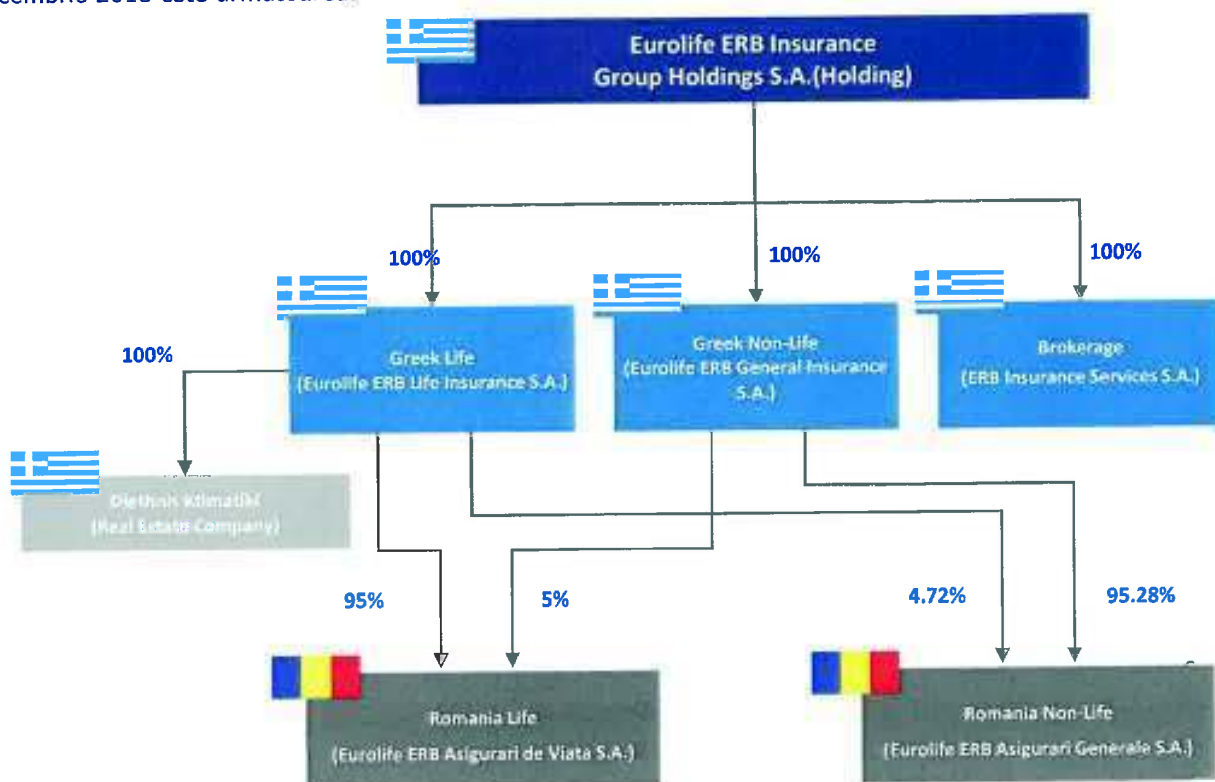 Eurolife ERB Insurance
Group Holdings S.A.(Holding)
100%
100%
100%
Greek Life
(Eurolife ERB Life Insurance S.A.)
Greek Non-Life
(Eurolife ERB General Insurance
S.A.)
Brokerage
(ERB Insurance Services S.A.)
100%
Ktimatiki
(Real Estate Company)
95%
5%
4.72%
95.28%
Romania Life
(Eurolife ERB Asigurari de Viata S.A.)
Romania Non-Life
(Eurolife ERB Asigurari Generale S.A.)